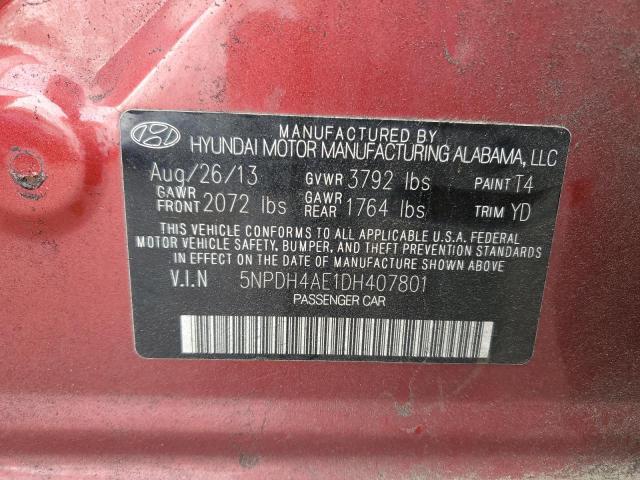 MANUFACTURED BY
HYUNDAI MOTOR MANUFACTURING ALABAMA, LLC
Aug/26/13 GVWR 3792 lbs PAINT T4
GAWR FRONT 2072 lbs GAWR REAR 1764 lbs TRIM YD
THIS VEHICLE CONFORMS TO ALL APPLICABLE U.S.A. FEDERAL
MOTOR VEHICLE SAFETY, BUMPER, AND THEFT PREVENTION STANDARDS
IN EFFECT ON THE DATE OF MANUFACTURE SHOWN ABOVE
V.I.N 5NPDH4AE1DH407801
PASSENGER CAR